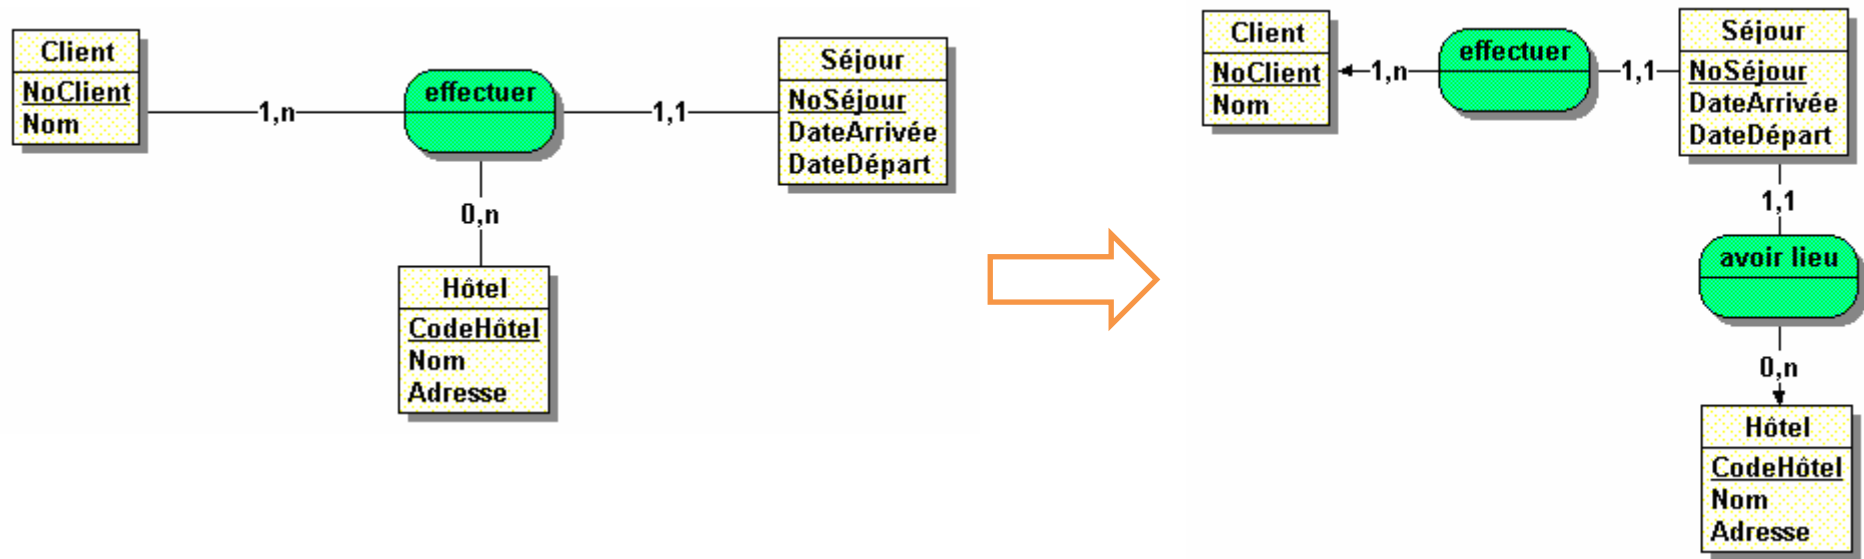 Client
NoClient
Nom
1,n
effectuer
1,1
Séjour
NoSéjour
DateArrivée
DateDépart
0,n
Hôtel
CodeHôtel
Nom
Adresse
Client
NoClient
Nom
1,n
effectuer
1,1
Séjour
NoSéjour
DateArrivée
DateDépart
1,1
avoir lieu
0,n
Hôtel
CodeHôtel
Nom
Adresse